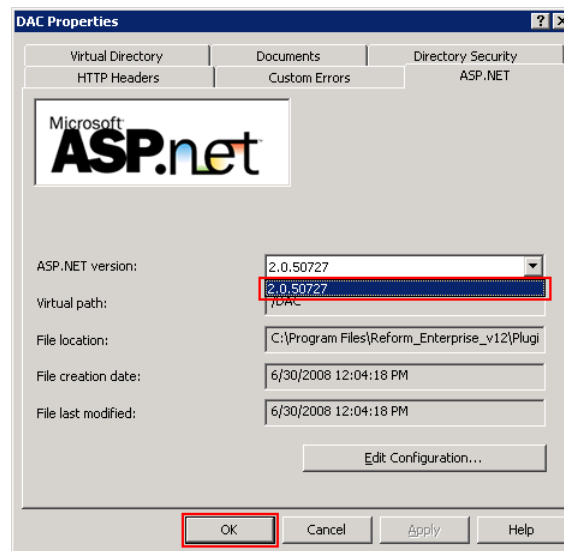 DAC Properties
Virtual Directory Documents Directory Security
HTTP Headers Custom Errors ASP.NET
Microsoft
ASP.net
ASP.NET version: 2.0.50727
2.0.50727
Virtual path: /DAC
File location: C:\Program Files\Reform_Enterprise_v12\Plugi
File creation date: 6/30/2008 12:04:18 PM
File last modified: 6/30/2008 12:04:18 PM
Edit Configuration...
OK Cancel Apply Help